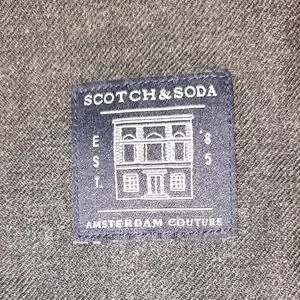 SCOTCH & SODA
EST.
'85
AMSTERDAM COUTURE